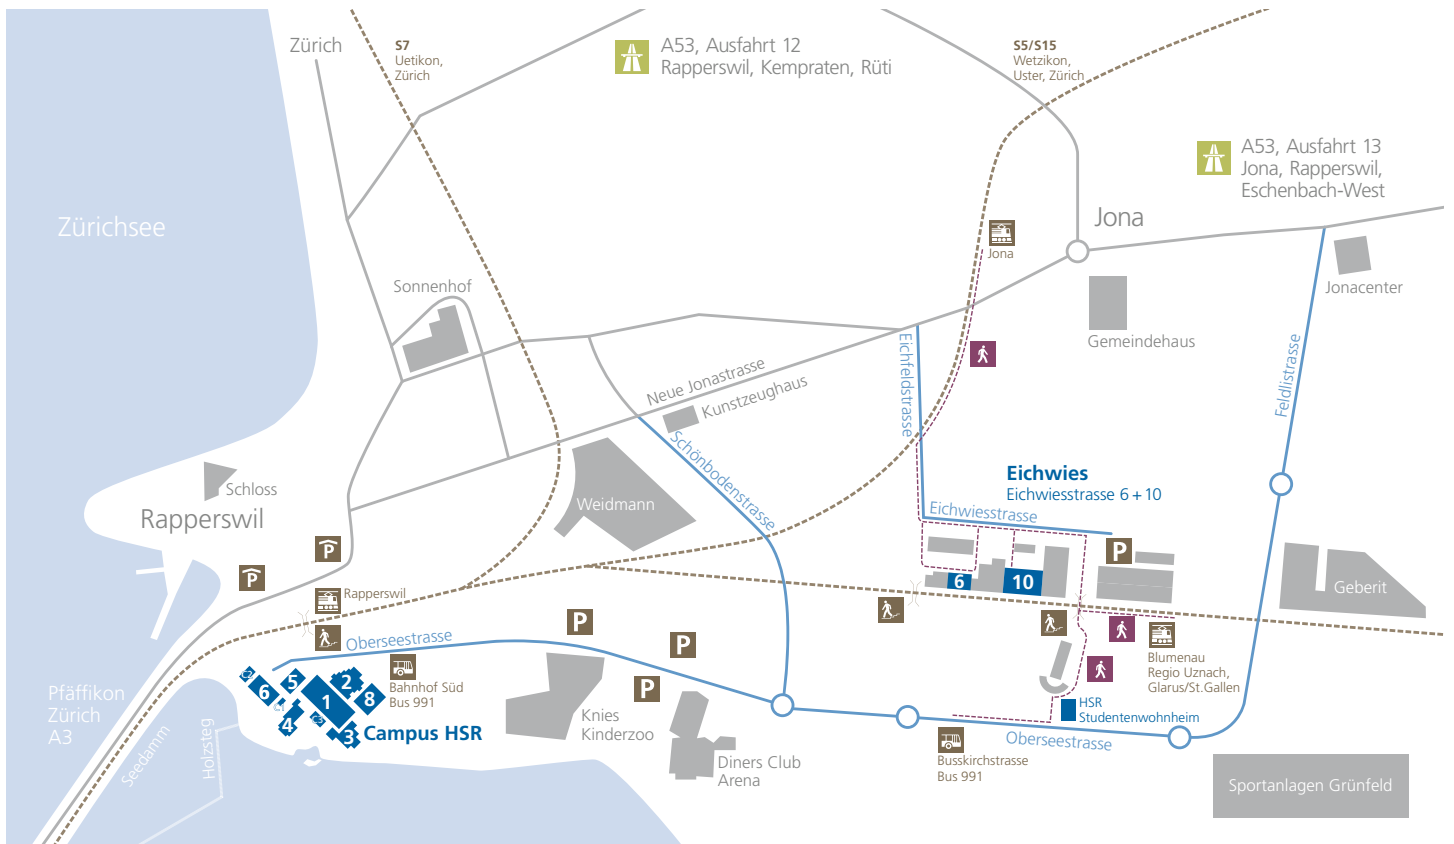 Zürich
S7
Uetikon,
Zürich
A53, Ausfahrt 12
Rapperswil, Kempraten, Rüti
S5/S15
Wetzikon,
Uster, Zürich
A53, Ausfahrt 13
Jona, Rapperswil,
Eschenbach-West
Zürichsee
Jona
Jona
Sonnenhof
Jonacenter
Gemeindehaus
Neue Jonastrasse
Kunstzeughaus
Eichfeldstrasse
Feldlistrasse
Schönbodenstrasse
Eichwies
Eichwiesstrasse 6 + 10
Eichwiesstrasse
Schloss
Rapperswil
Weidmann
P
P
P
6
10
Geberit
Rapperswil
Oberseestrasse
P
P
P
Bahnhof Süd
Bus 991
Blumenau
Regio Uznach,
Glarus/St.Gallen
C2
6
5
2
1
8
C1
4
C3
3
Campus HSR
Pfäffikon
Zürich
A3
Seedamm
Holzsteg
Knies
Kinderzoo
Diners Club
Arena
HSR
Studentenwohnheim
Oberseestrasse
Busskirchstrasse
Bus 991
Sportanlagen Grünfeld